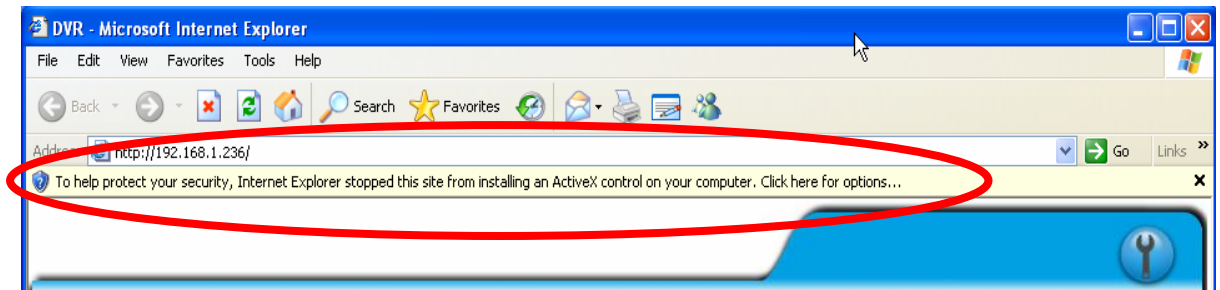 DVR - Microsoft Internet Explorer
File Edit View Favorites Tools Help
Back Search Favorites
Address http://192.168.1.236/ Go Links »
To help protect your security, Internet Explorer stopped this site from installing an ActiveX control on your computer. Click here for options...